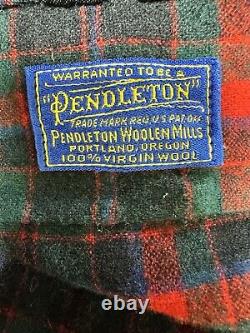 WARRANTED TO BE A
"PENDLETON"
TRADE MARK REG. U.S. PAT. OFF.
PENDLETON WOOLEN MILLS
PORTLAND, OREGON
100% VIRGIN WOOL